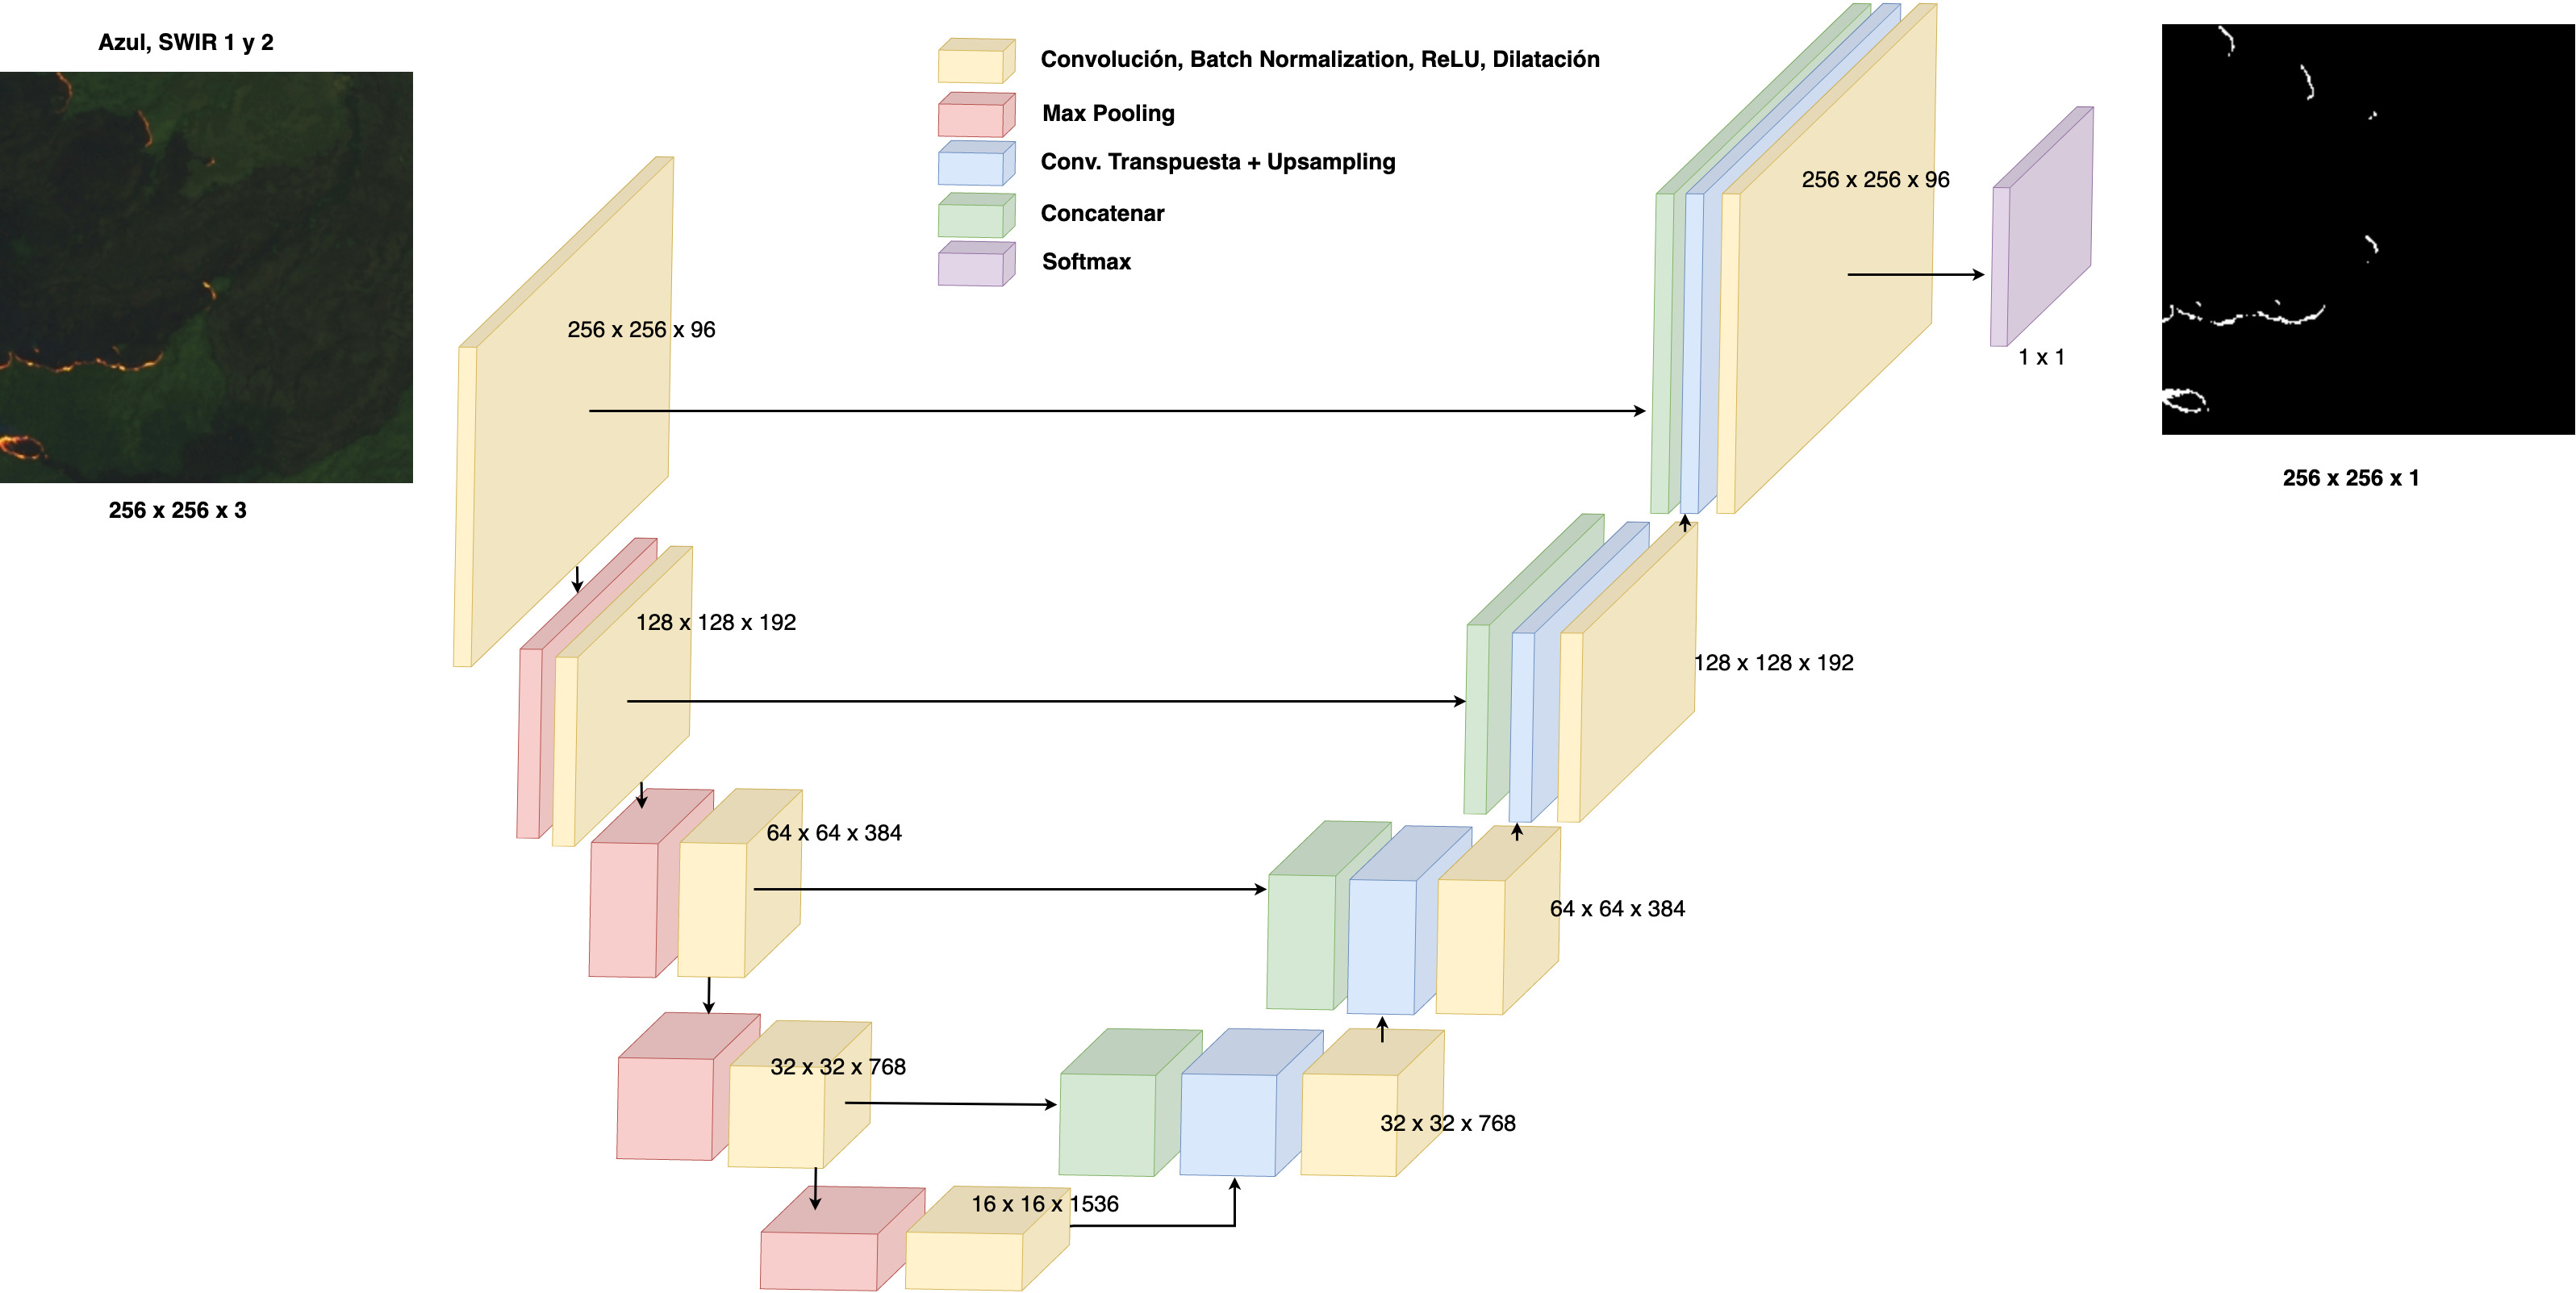 Azul, SWIR 1 y 2
256 x 256 x 3
Convolución, Batch Normalization, ReLU, Dilatación
Max Pooling
Conv. Transpuesta + Upsampling
Concatenar
Softmax
256 x 256 x 96
128 x 128 x 192
64 x 64 x 384
32 x 32 x 768
16 x 16 x 1536
32 x 32 x 768
64 x 64 x 384
128 x 128 x 192
256 x 256 x 96
1 x 1
256 x 256 x 1